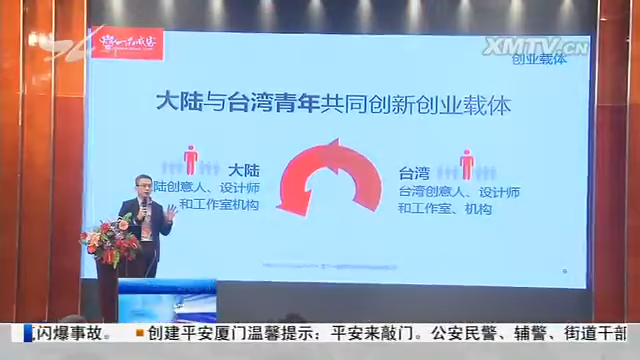 XMTV.CN
一品威客
创业载体
大陆与台湾青年共同创新创业载体
大陆
陆创意人、设计师
和工作室机构
台湾
台湾创意人、设计师
和工作室、机构
闪爆事故。 ■创建平安厦门温馨提示：平安来敲门。公安民警、辅警、街道干部